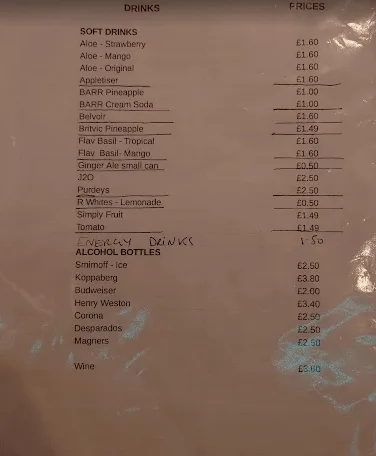 DRINKS PRICES
SOFT DRINKS
Aloe - Strawberry £1.60
Aloe - Mango £1.60
Aloe - Original £1.60
Appletiser £1.60
BARR Pineapple £1.00
BARR Cream Soda £1.00
Belvoir £1.60
Britvic Pineapple £1.49
Flav Basil - Tropical £1.60
Flav Basil- Mango £1.60
Ginger Ale small can £0.50
J2O £2.50
Purdeys £2.50
R Whites - Lemonade £0.50
Simply Fruit £1.49
Tomato £1.49
ENERGY DRINKS 1.50
ALCOHOL BOTTLES
Smirnoff - Ice £2.50
Koppaberg £3.80
Budweiser £2.00
Henry Weston £3.40
Corona £2.50
Desparados £2.50
Magners £2.50
Wine £3.60